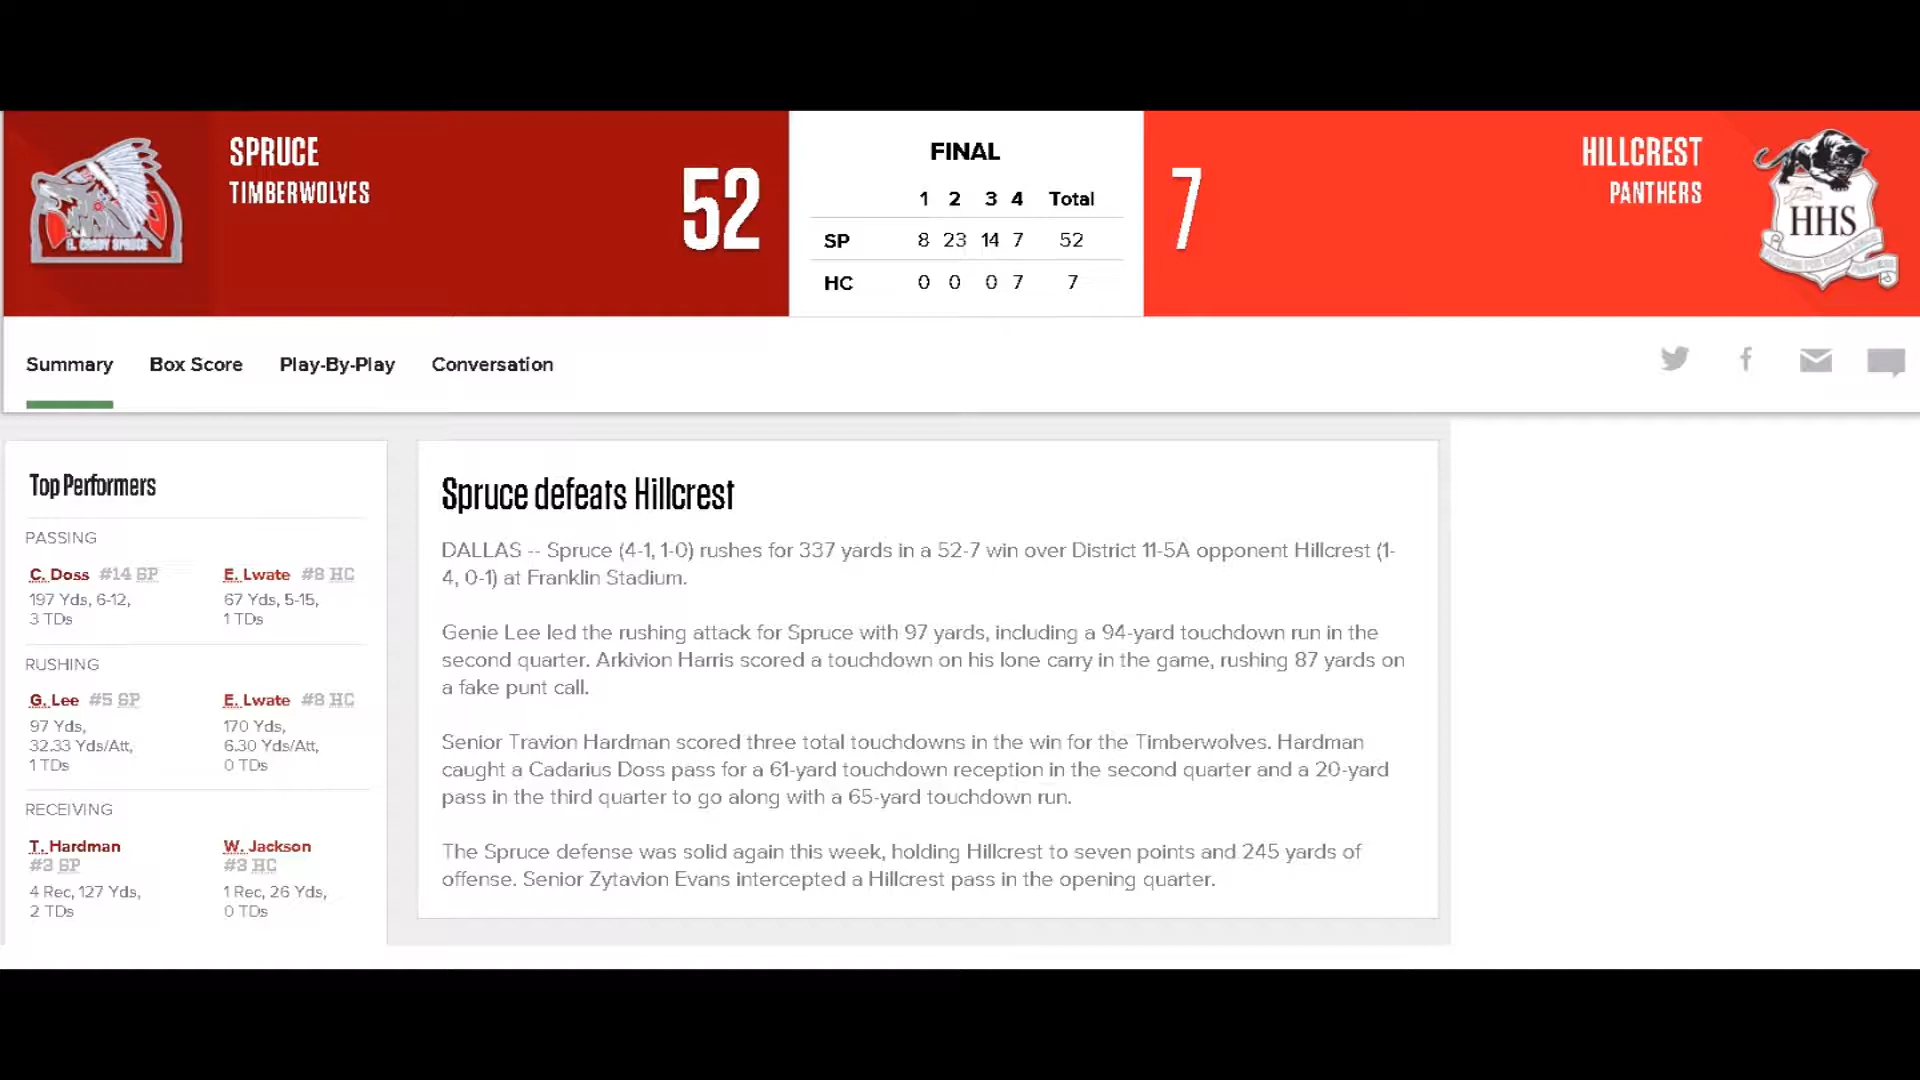 SPRUCE
TIMBERWOLVES
52
FINAL
1 2 3 4 Total
SP 8 23 14 7 52
HC 0 0 0 7 7
7
HILLCREST
PANTHERS
HHS
Summary Box Score Play-By-Play Conversation
Top Performers
PASSING
C. Doss #14 SP
197 Yds, 6-12,
3 TDs
E. Lwate #8 HC
67 Yds, 5-15,
1 TDs
RUSHING
G. Lee #5 SP
97 Yds,
32.33 Yds/Att,
1 TDs
E. Lwate #8 HC
170 Yds,
6.30 Yds/Att,
0 TDs
RECEIVING
T. Hardman
#3 SP
4 Rec, 127 Yds,
2 TDs
W. Jackson
#3 HC
1 Rec, 26 Yds,
0 TDs
Spruce defeats Hillcrest
DALLAS -- Spruce (4-1, 1-0) rushes for 337 yards in a 52-7 win over District 11-5A opponent Hillcrest (1-
4, 0-1) at Franklin Stadium.
Genie Lee led the rushing attack for Spruce with 97 yards, including a 94-yard touchdown run in the
second quarter. Arkivion Harris scored a touchdown on his lone carry in the game, rushing 87 yards on
a fake punt call.
Senior Travion Hardman scored three total touchdowns in the win for the Timberwolves. Hardman
caught a Cadarius Doss pass for a 61-yard touchdown reception in the second quarter and a 20-yard
pass in the third quarter to go along with a 65-yard touchdown run.
The Spruce defense was solid again this week, holding Hillcrest to seven points and 245 yards of
offense. Senior Zytavion Evans intercepted a Hillcrest pass in the opening quarter.